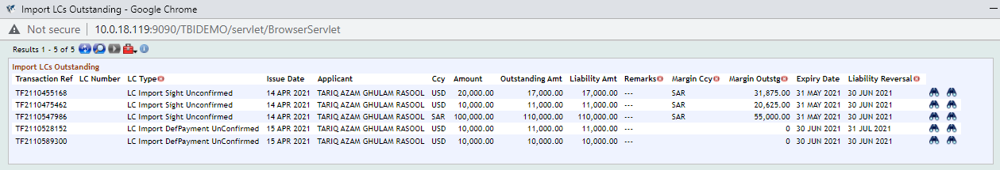 Import LCs Outstanding - Google Chrome
Not secure | 10.0.18.119:9090/TBIDEMO/servlet/BrowserServlet
Results 1 - 5 of 5
Import LCs Outstanding
Transaction Ref LC Number LC Type Issue Date Applicant Ccy Amount Outstanding Amt Liability Amt Remarks Margin Ccy Margin Outstg Expiry Date Liability Reversal
TF2110455168 LC Import Sight Unconfirmed 14 APR 2021 TARIQ AZAM GHULAM RASOOL USD 20,000.00 17,000.00 17,000.00 --- SAR 31,875.00 31 MAY 2021 30 JUN 2021
TF2110475462 LC Import Sight Unconfirmed 14 APR 2021 TARIQ AZAM GHULAM RASOOL USD 10,000.00 11,000.00 11,000.00 --- SAR 20,625.00 31 MAY 2021 30 JUN 2021
TF2110547986 LC Import Sight Unconfirmed 14 APR 2021 TARIQ AZAM GHULAM RASOOL SAR 100,000.00 110,000.00 110,000.00 --- SAR 55,000.00 31 MAY 2021 30 JUN 2021
TF2110528152 LC Import DefPayment UnConfirmed 15 APR 2021 TARIQ AZAM GHULAM RASOOL USD 10,000.00 11,000.00 11,000.00 --- 0 30 JUN 2021 31 JUL 2021
TF2110589300 LC Import DefPayment UnConfirmed 15 APR 2021 TARIQ AZAM GHULAM RASOOL USD 10,000.00 10,000.00 10,000.00 --- 0 30 JUN 2021 30 JUN 2021